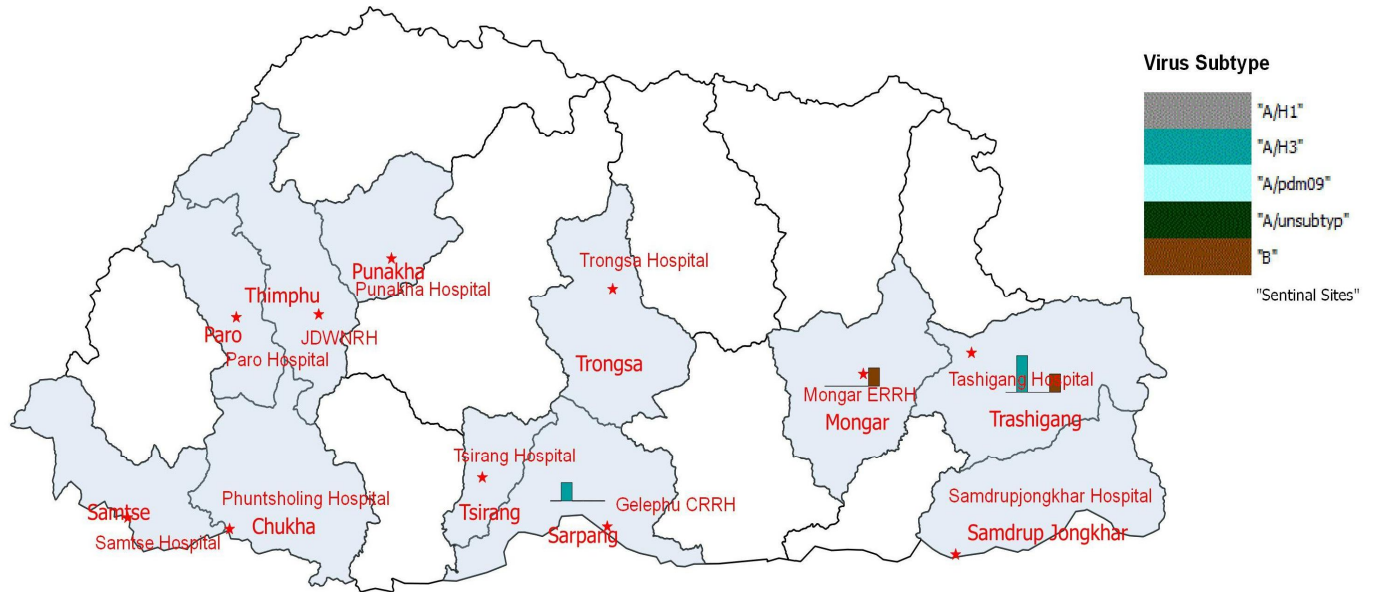 Virus Subtype
"A/H1"
"A/H3"
"A/pdm09"
"A/unsubtyp"
"B"
"Sentinal Sites"
Punakha
Punakha Hospital
Trongsa Hospital
Thimphu
JDWNRH
Paro
Paro Hospital
Trongsa
Mongar ERRH
Mongar
Tashigang Hospital
Trashigang
Tsirang Hospital
Tsirang
Phuntsholing Hospital
Chukha
Samtse
Samtse Hospital
Gelephu CRRH
Sarpang
Samdrupjongkhar Hospital
Samdrup Jongkhar